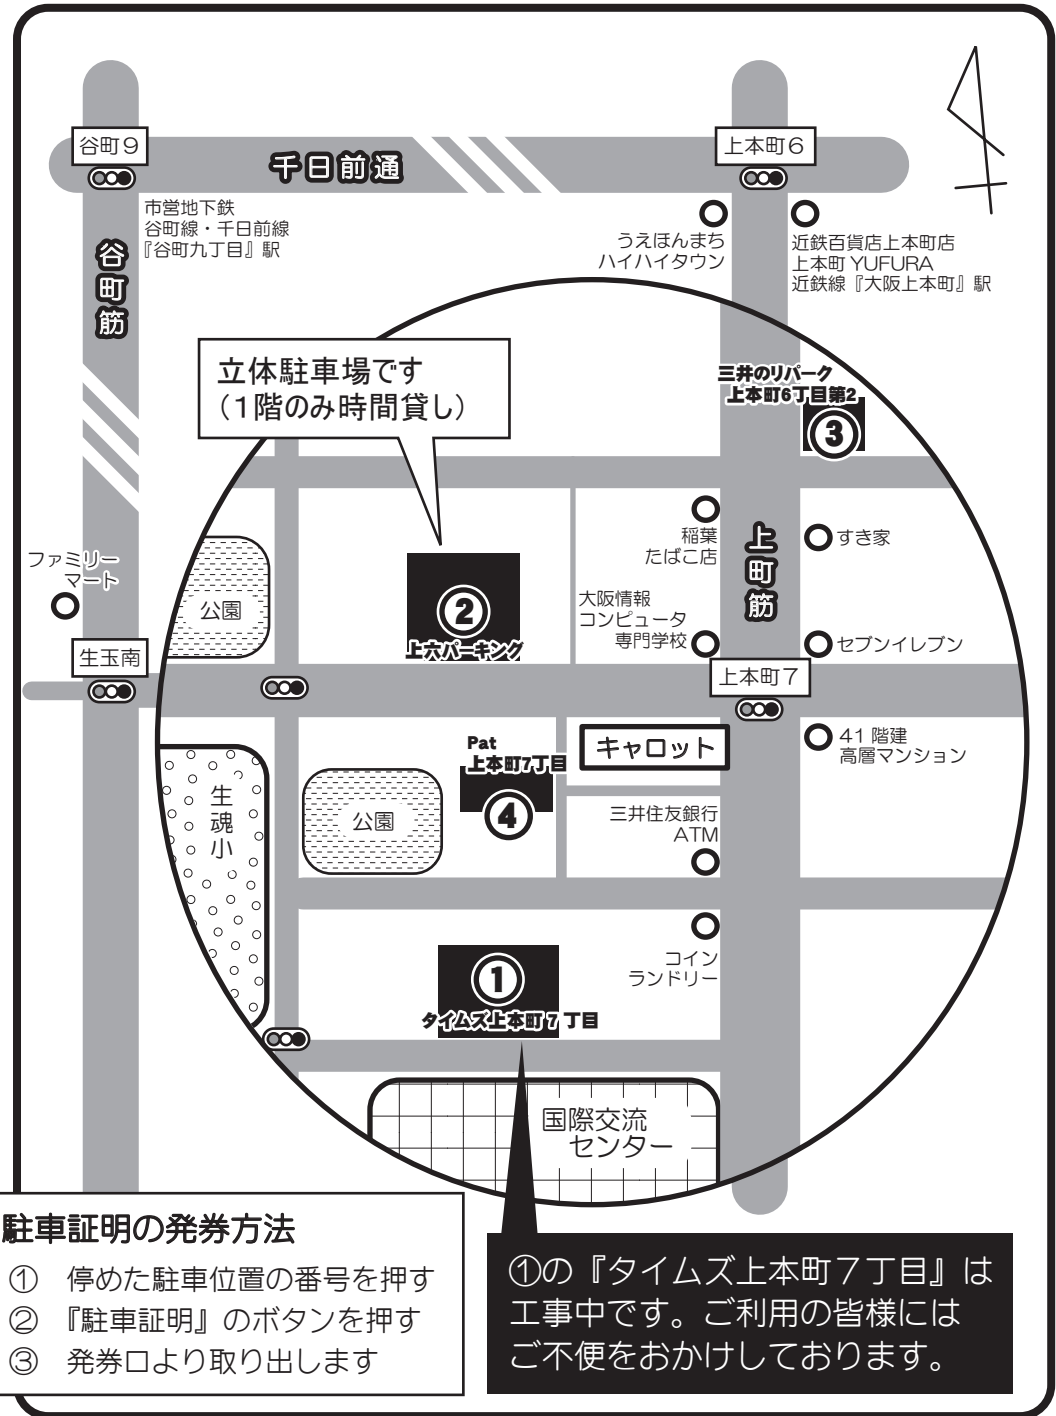 谷町9
千日前通
上本町6
市営地下鉄
谷町線・千日前線
『谷町九丁目』駅
谷町筋
うえほんまち
ハイハイタウン
近鉄百貨店上本町店
上本町 YUFURA
近鉄線『大阪上本町』駅
立体駐車場です
（1階のみ時間貸し）
三井のリパーク
上本町6丁目第2
③
稲葉
たばこ店
上町筋
すき家
ファミリー
マート
公園
②
上六パーキング
大阪情報
コンピュータ
専門学校
セブンイレブン
生玉南
上本町7
Pat
上本町7丁目
④
キャロット
41 階建
高層マンション
生魂小
公園
三井住友銀行
ATM
コイン
ランドリー
①
タイムズ上本町7丁目
国際交流
センター
駐車証明の発券方法
① 停めた駐車位置の番号を押す
② 『駐車証明』のボタンを押す
③ 発券口より取り出します
①の『タイムズ上本町7丁目』は
工事中です。ご利用の皆様には
ご不便をおかけしております。